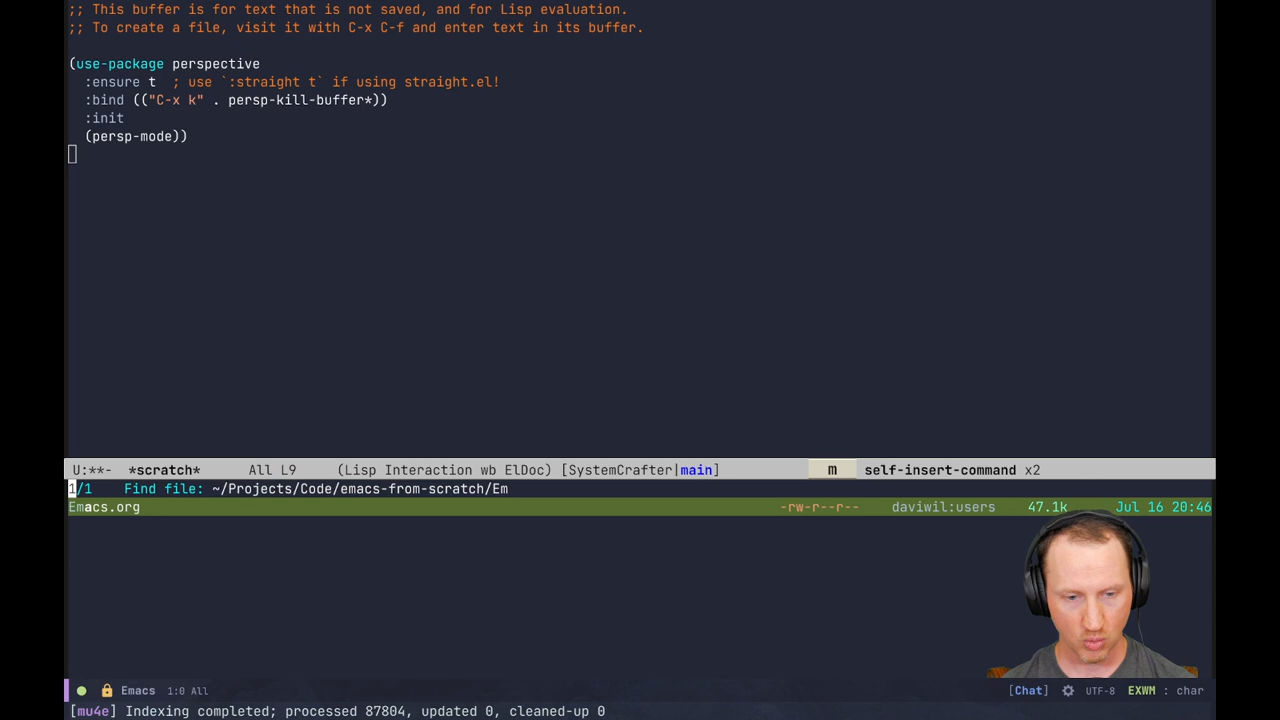 ;; This buffer is for text that is not saved, and for Lisp evaluation.
;; To create a file, visit it with C-x C-f and enter text in its buffer.
(use-package perspective
:ensure t  ; use `:straight t` if using straight.el!
:bind (("C-x k" . persp-kill-buffer*))
:init
(persp-mode))
U:**-  *scratch*      All L9     (Lisp Interaction wb ElDoc) [SystemCrafter|main]      m   self-insert-command x2
1/1    Find file: ~/Projects/Code/emacs-from-scratch/Em
Emacs.org      -rw-r--r--    daviwil:users    47.1k      Jul 16 20:46
Emacs  1:0 All      [Chat]  UTF-8  EXWM : char
[mu4e] Indexing completed; processed 87804, updated 0, cleaned-up 0